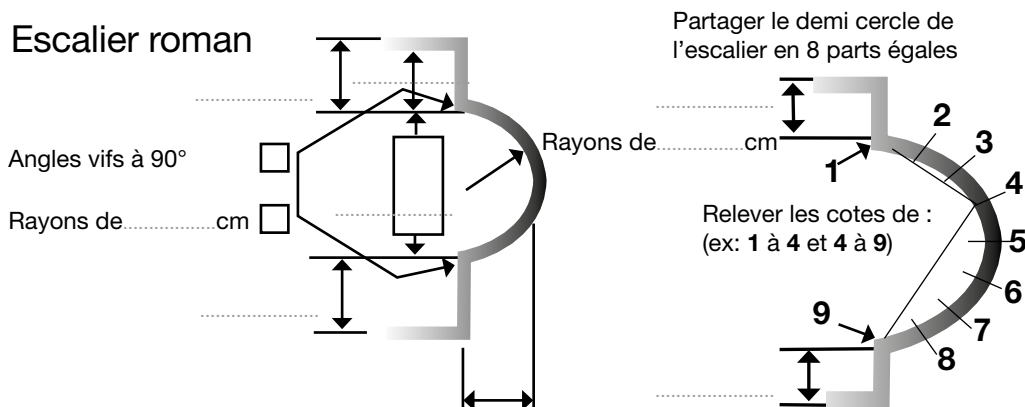 Escalier roman
Angles vifs à 90°
Rayons de..............cm
Rayons de..............cm
Partager le demi cercle de
l'escalier en 8 parts égales
1
2
3
4
5
6
7
8
9
Relever les cotes de :
(ex: 1 à 4 et 4 à 9)